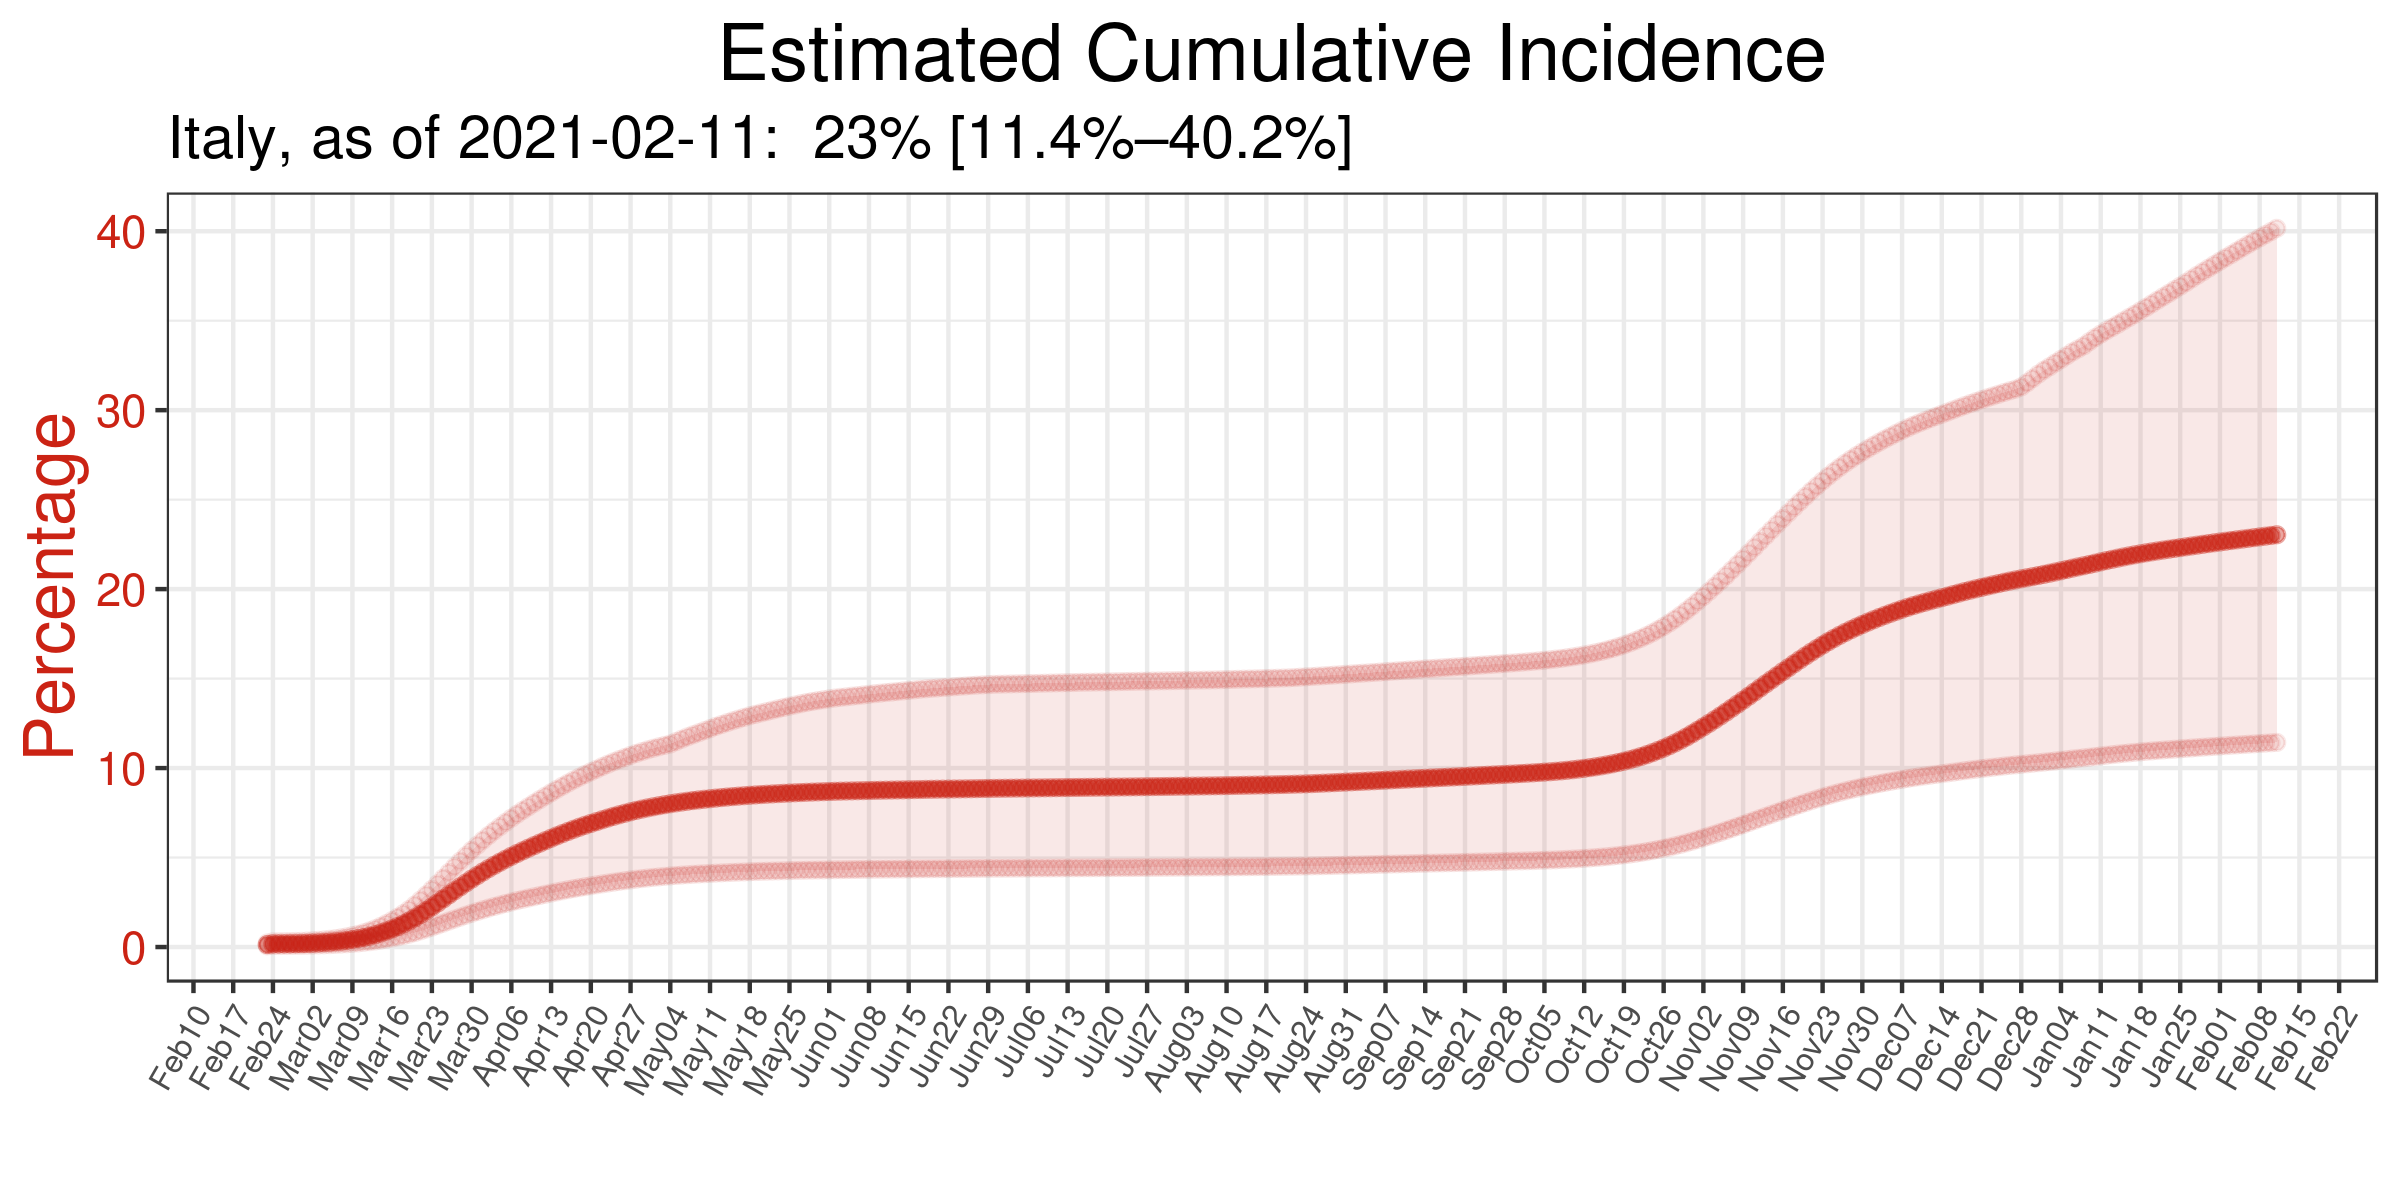 Estimated Cumulative Incidence
Italy, as of 2021-02-11:  23% [11.4%–40.2%]
Percentage
40
30
20
10
0
Feb10 Feb17 Feb24 Mar02 Mar09 Mar16 Mar23 Mar30 Apr06 Apr13 Apr20 Apr27 May04 May11 May18 May25 Jun01 Jun08 Jun15 Jun22 Jun29 Jul06 Jul13 Jul20 Jul27 Aug03 Aug10 Aug17 Aug24 Aug31 Sep07 Sep14 Sep21 Sep28 Oct05 Oct12 Oct19 Oct26 Nov02 Nov09 Nov16 Nov23 Nov30 Dec07 Dec14 Dec21 Dec28 Jan04 Jan11 Jan18 Jan25 Feb01 Feb08 Feb15 Feb22